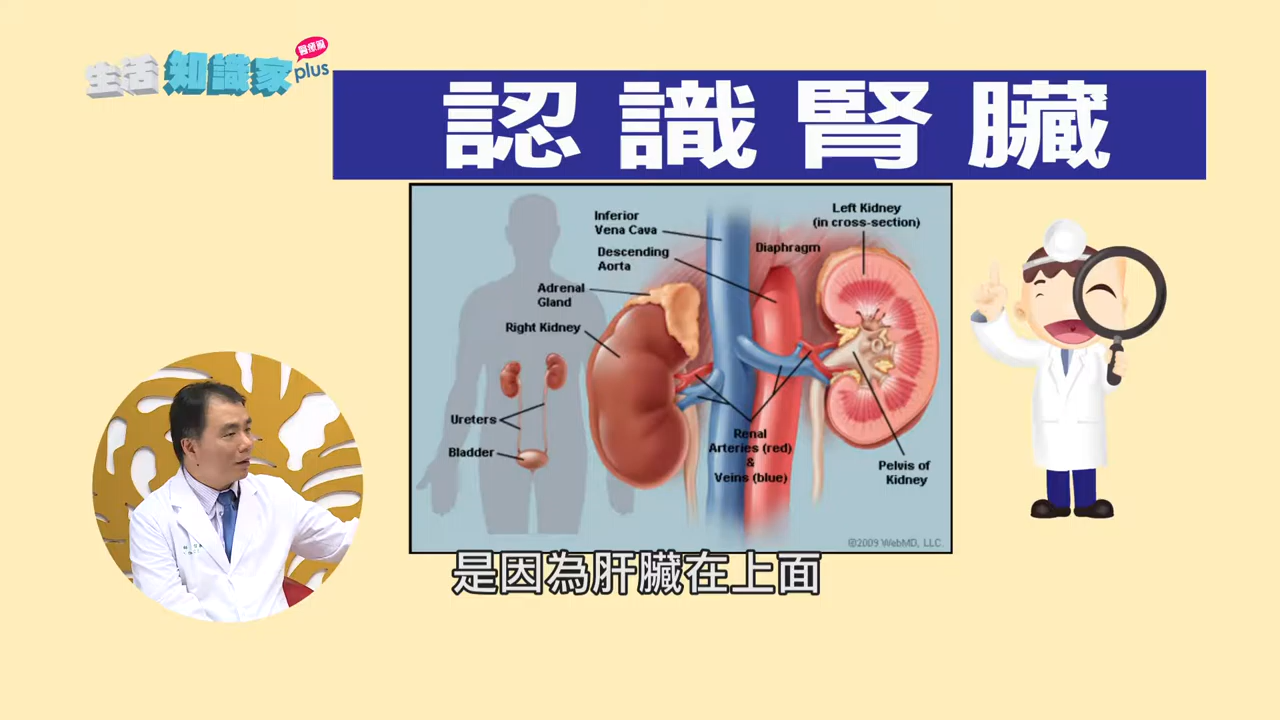 生活 知識家 plus
醫療瀛
認識腎臟
Inferior
Vena Cava
Descending
Aorta
Adrenal
Gland
Right Kidney
Ureters
Bladder
Diaphragm
Left Kidney
(in cross-section)
Renal
Arteries (red)
&
Veins (blue)
Pelvis of
Kidney
©2009 WebMD, LLC.
是因為肝臟在上面